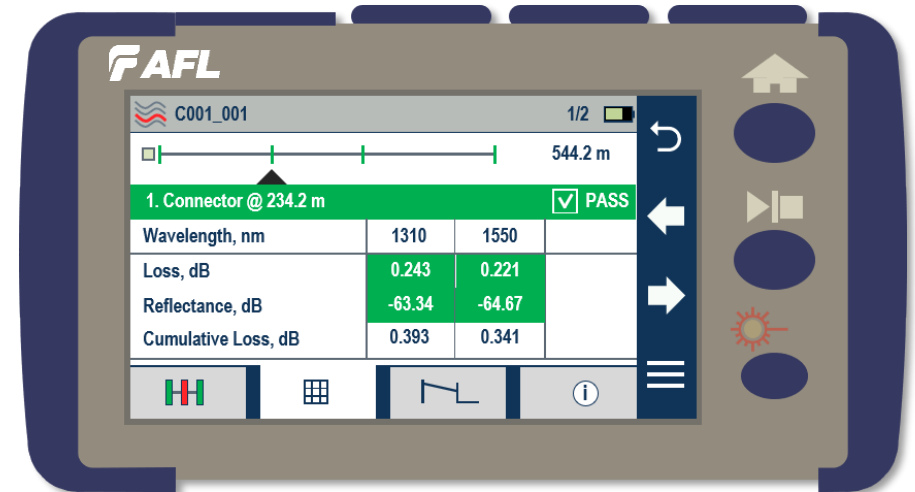 AFL
C001_001 1/2
544.2 m
1. Connector @ 234.2 m PASS
Wavelength, nm 1310 1550
Loss, dB 0.243 0.221
Reflectance, dB -63.34 -64.67
Cumulative Loss, dB 0.393 0.341
i